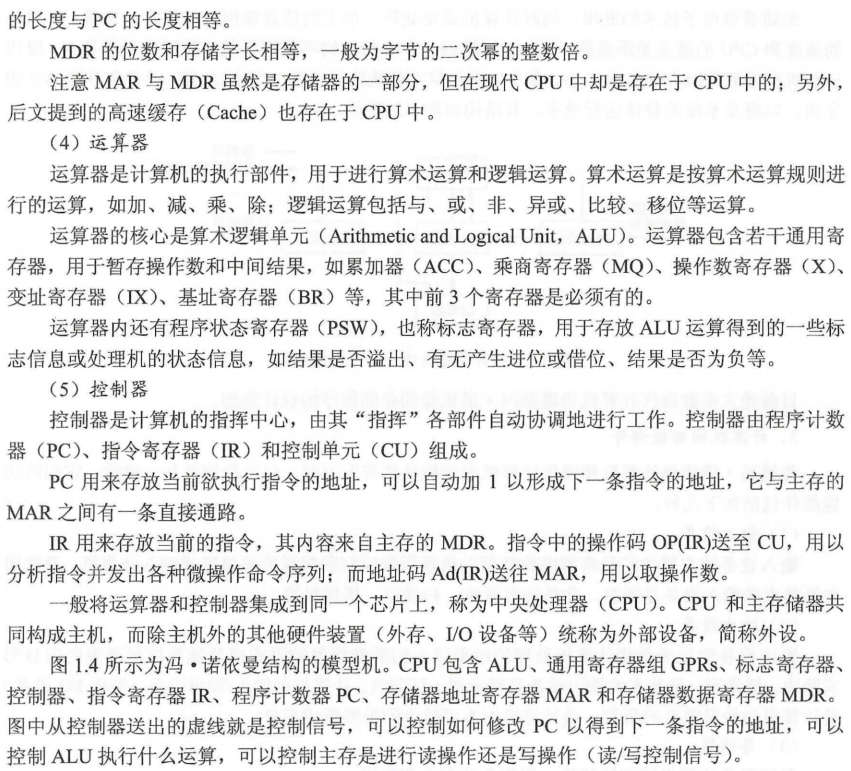 的长度与 PC 的长度相等。
MDR 的位数和存储字长相等，一般为字节的二次幂的整数倍。
注意 MAR 与 MDR 虽然是存储器的一部分，但在现代 CPU 中却是存在于 CPU 中的；另外，
后文提到的高速缓存（Cache）也存在于 CPU 中。
（4）运算器
运算器是计算机的执行部件，用于进行算术运算和逻辑运算。算术运算是按算术运算规则进
行的运算，如加、减、乘、除；逻辑运算包括与、或、非、异或、比较、移位等运算。
运算器的核心是算术逻辑单元（Arithmetic and Logical Unit，ALU）。运算器包含若干通用寄
存器，用于暂存操作数和中间结果，如累加器（ACC）、乘商寄存器（MQ）、操作数寄存器（X）、
变址寄存器（IX）、基址寄存器（BR）等，其中前 3 个寄存器是必须有的。
运算器内还有程序状态寄存器（PSW），也称标志寄存器，用于存放 ALU 运算得到的一些标
志信息或处理机的状态信息，如结果是否溢出、有无产生进位或借位、结果是否为负等。
（5）控制器
控制器是计算机的指挥中心，由其“指挥”各部件自动协调地进行工作。控制器由程序计数
器（PC）、指令寄存器（IR）和控制单元（CU）组成。
PC 用来存放当前欲执行指令的地址，可以自动加 1 以形成下一条指令的地址，它与主存的
MAR 之间有一条直接通路。
IR 用来存放当前的指令，其内容来自主存的 MDR。指令中的操作码 OP(IR)送至 CU，用以
分析指令并发出各种微操作命令序列；而地址码 Ad(IR)送往 MAR，用以取操作数。
一般将运算器和控制器集成到同一个芯片上，称为中央处理器（CPU）。CPU 和主存储器共
同构成主机，而除主机外的其他硬件装置（外存、I/O 设备等）统称为外部设备，简称外设。
图 1.4 所示为冯•诺依曼结构的模型机。CPU 包含 ALU、通用寄存器组 GPRs、标志寄存器、
控制器、指令寄存器 IR、程序计数器 PC、存储器地址寄存器 MAR 和存储器数据寄存器 MDR。
图中从控制器送出的虚线就是控制信号，可以控制如何修改 PC 以得到下一条指令的地址，可以
控制 ALU 执行什么运算，可以控制主存是进行读操作还是写操作（读/写控制信号）。